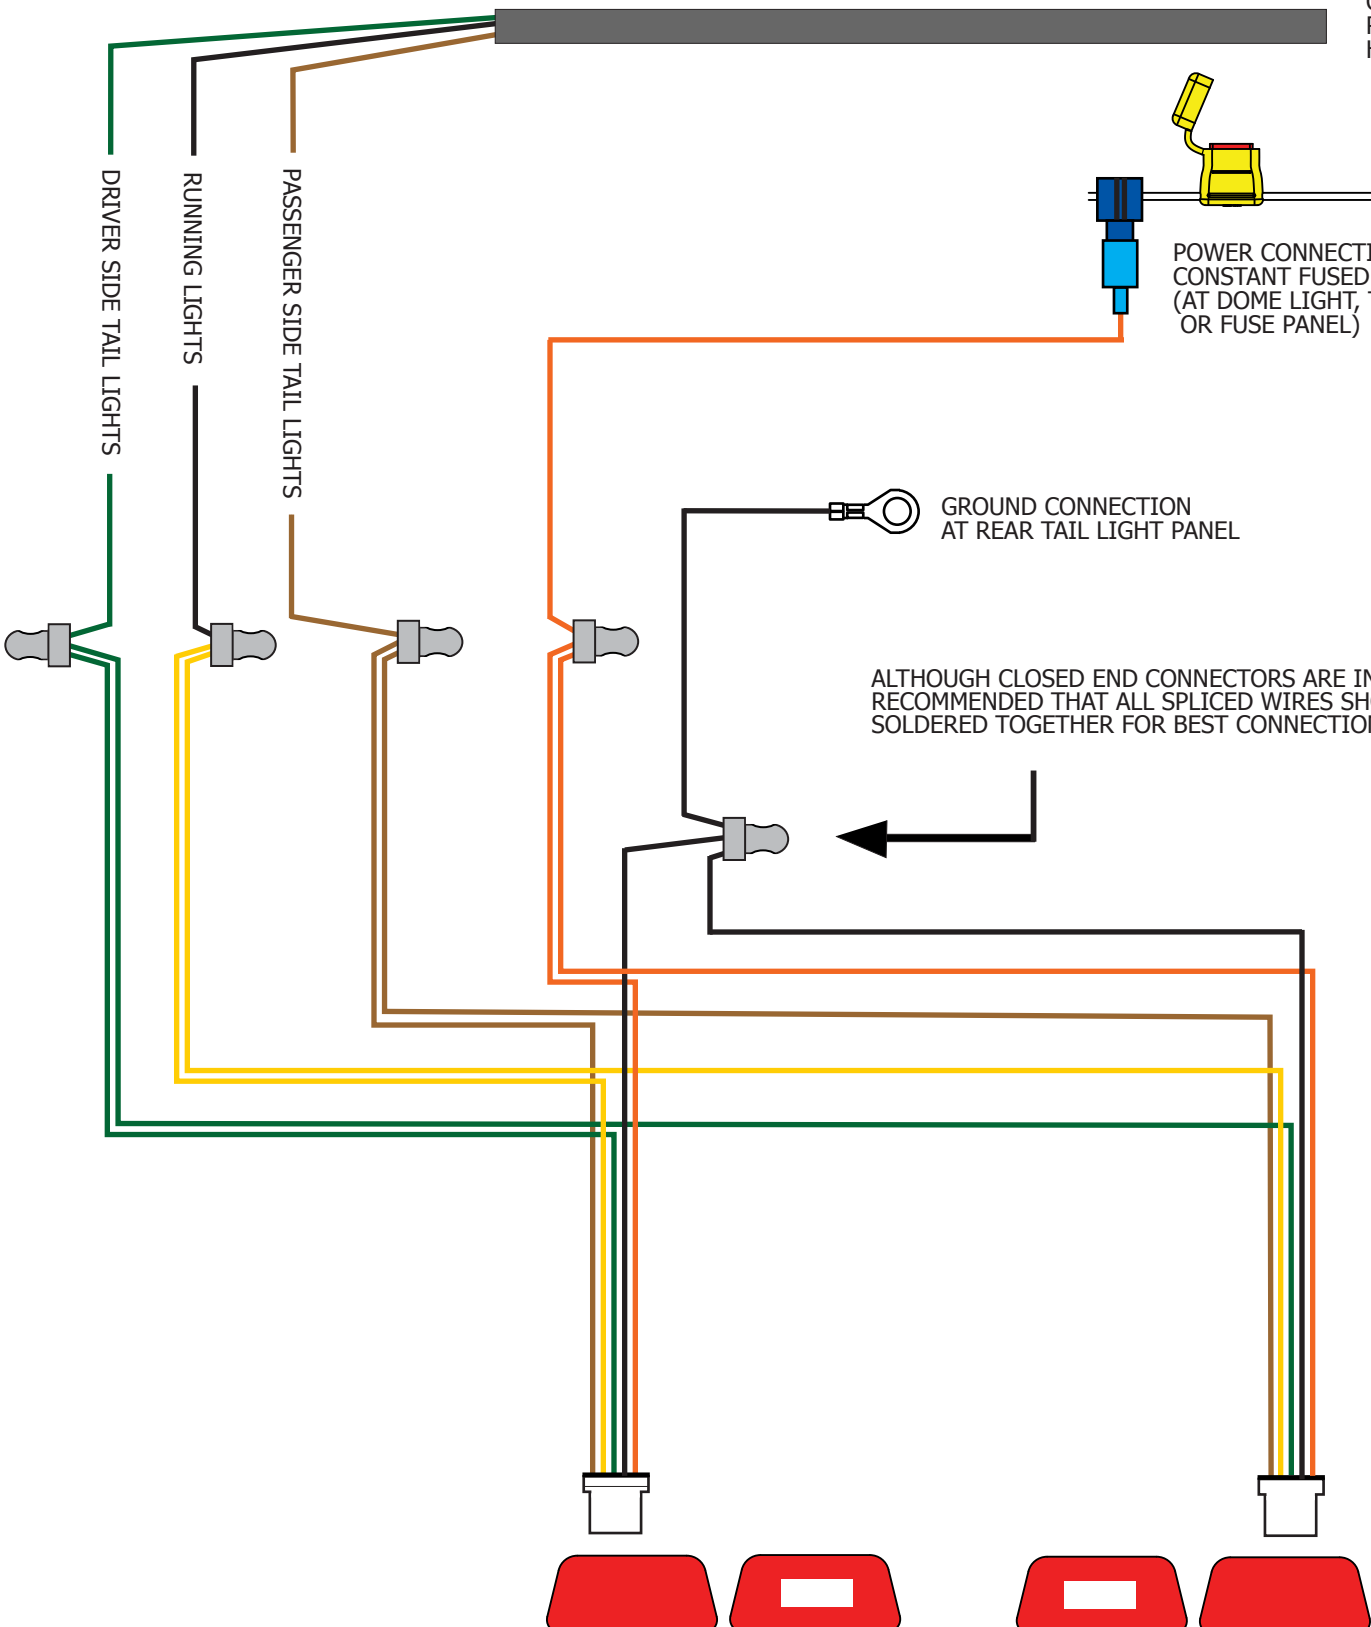 DRIVER SIDE TAIL LIGHTS
RUNNING LIGHTS
PASSENGER SIDE TAIL LIGHTS
POWER CONNECTI
CONSTANT FUSED
(AT DOME LIGHT,
OR FUSE PANEL)
GROUND CONNECTION
AT REAR TAIL LIGHT PANEL
ALTHOUGH CLOSED END CONNECTORS ARE IN
RECOMMENDED THAT ALL SPLICED WIRES SH
SOLDERED TOGETHER FOR BEST CONNECTION